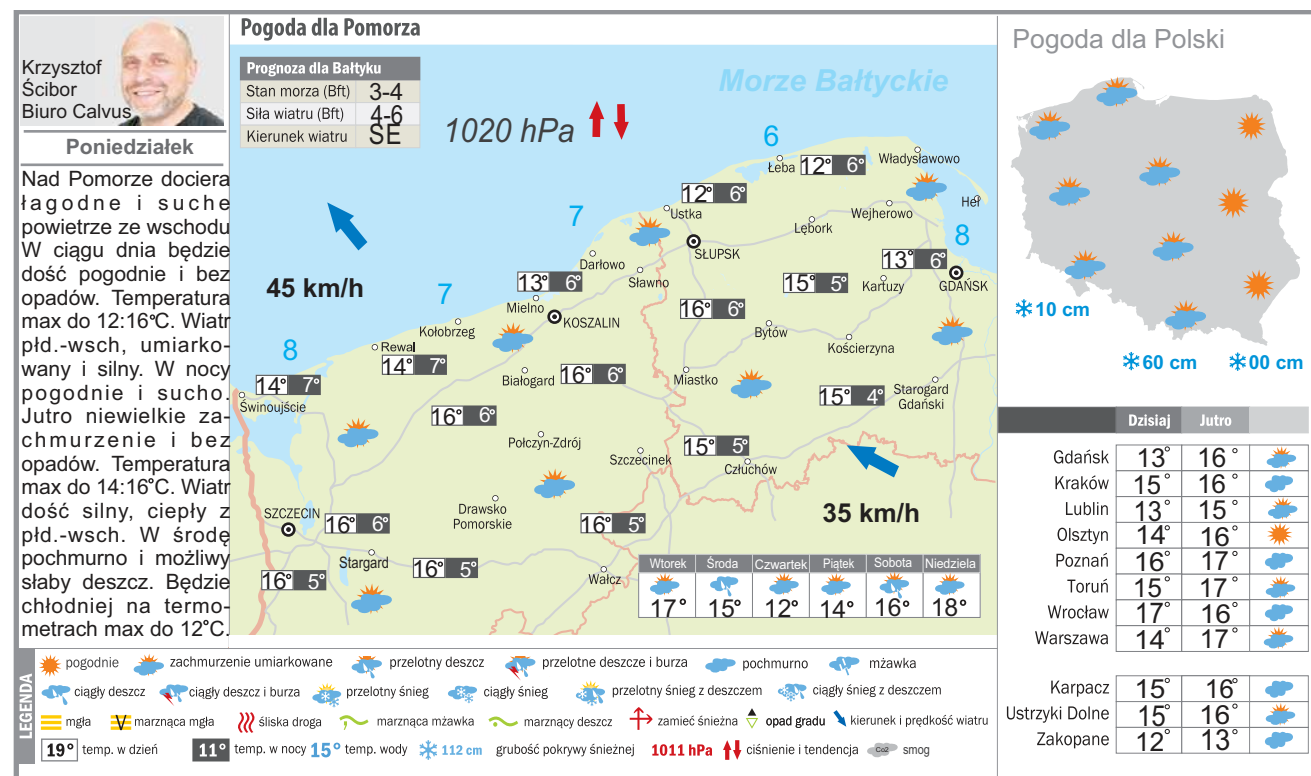 Krzysztof
Ścibor
Biuro Calvus
Poniedziałek
Nad Pomorze dociera
łagodne i suche
powietrze ze wschodu
W ciągu dnia będzie
dość pogodnie i bez
opadów. Temperatura
max do 12:16°C. Wiatr
płd.-wsch, umiarko-
wany i silny. W nocy
pogodnie i sucho.
Jutro niewielkie za-
chmurzenie i bez
opadów. Temperatura
max do 14:16°C. Wiatr
dość silny, ciepły z
płd.-wsch. W środę
pochmurno i możliwy
słaby deszcz. Będzie
chłodniej na termo-
metrach max do 12°C.
Pogoda dla Pomorza
Prognoza dla Bałtyku
Stan morza (Bft) 3-4
Siła wiatru (Bft) 4-6
Kierunek wiatru SE
Morze Bałtyckie
1020 hPa
6
Łeba 12° 6°
Władysławowo
12° 6°
Ustka
Wejherowo
Hel
7
Lębork
8
SŁUPSK
Darłowo
13° 6°
GDAŃSK
45 km/h
13° 6°
Sławno
15° 5°
Kartuzy
7
Mielno
KOSZALIN
16° 6°
Kołobrzeg
Bytów
Kościerzyna
8
Rewal
14° 7°
14° 7°
Świnoujście
Białogard
16° 6°
Miastko
15° 4°
Starogard
Gdański
16° 6°
Połczyn-Zdrój
Szczecinek
15° 5°
Człuchów
35 km/h
SZCZECIN
16° 6°
Drawsko
Pomorskie
16° 5°
Stargard
16° 5°
16° 5°
Wałcz
Wtorek Środa Czwartek Piątek Sobota Niedziela
17° 15° 12° 14° 16° 18°
Pogoda dla Polski
10 cm
60 cm 00 cm
Dzisiaj Jutro
Gdańsk 13° 16°
Kraków 15° 16°
Lublin 13° 15°
Olsztyn 14° 16°
Poznań 16° 17°
Toruń 15° 17°
Wrocław 17° 16°
Warszawa 14° 17°
Karpacz 15° 16°
Ustrzyki Dolne 15° 16°
Zakopane 12° 13°
LEGENDA
pogodnie zachmurzenie umiarkowane przelotny deszcz przelotne deszcze i burza pochmurno mżawka
ciągły deszcz ciągły deszcz i burza przelotny śnieg ciągły śnieg przelotny śnieg z deszczem ciągły śnieg z deszczem
mgła marznąca mgła śliska droga marznąca mżawka marznący deszcz zamieć śnieżna opad gradu kierunek i prędkość wiatru
19° temp. w dzień 11° temp. w nocy 15° temp. wody 112 cm grubość pokrywy śnieżnej 1011 hPa ciśnienie i tendencja Co2 smog